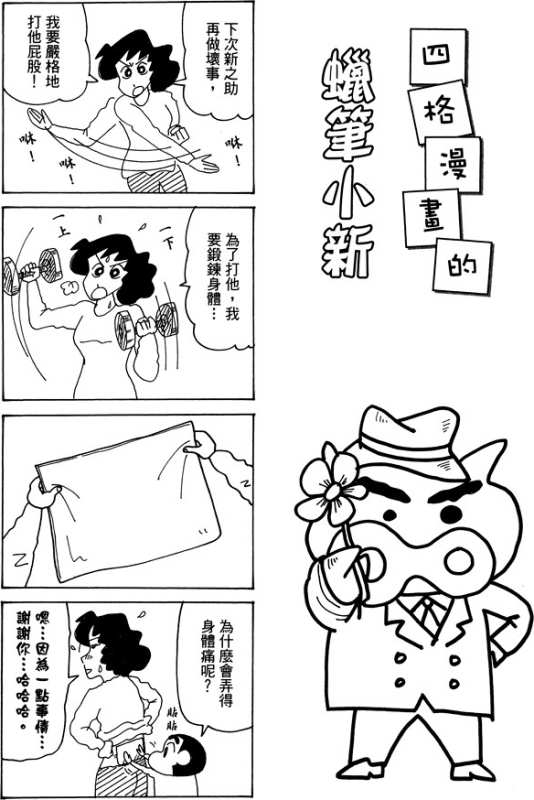 四格漫畫的
蠟筆小新
下次新之助
再做壞事，
我要嚴格地
打他屁股！
咻！
咻！
咻！
為了打他，我
要鍛鍊身體…
一下
一上
為什麼會弄得
身體痛呢？
貼貼
嗯…因為一點事情…
謝謝你…哈哈哈。